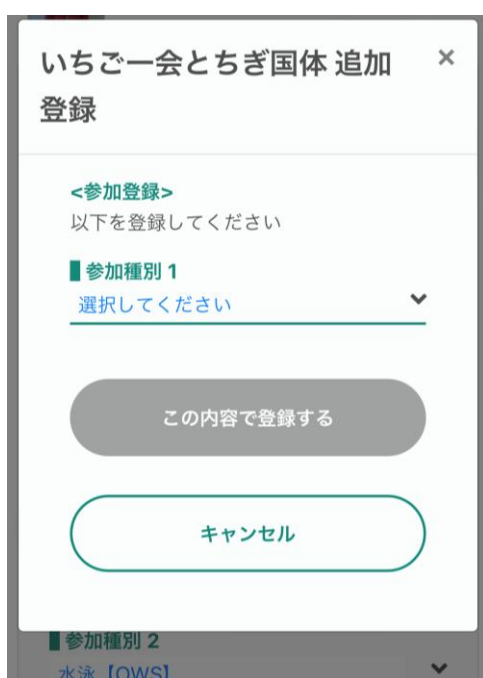 いちご一会とちぎ国体 追加
登録
×
<参加登録>
以下を登録してください
参加種別 1
選択してください
この内容で登録する
キャンセル
参加種別 2
水泳【OWS】